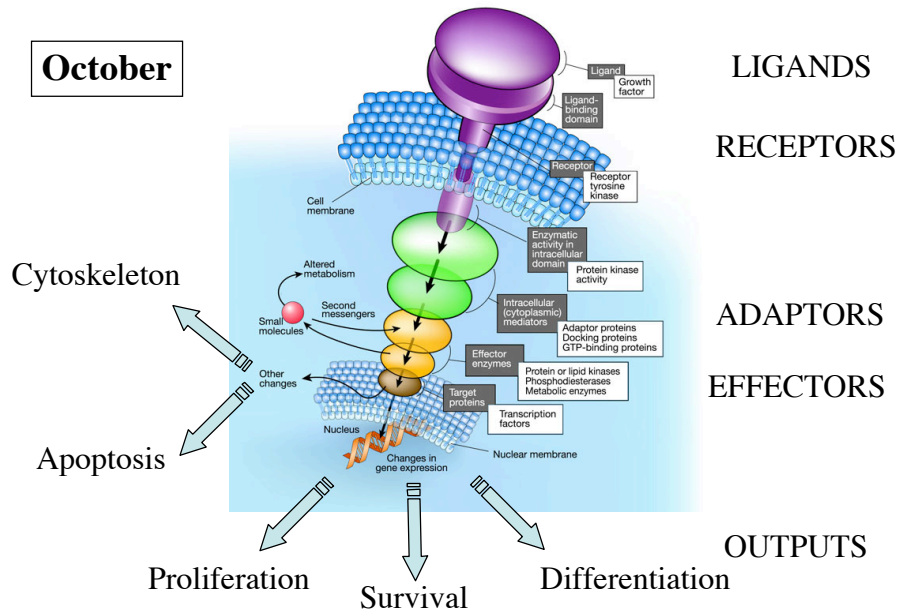 October
LIGANDS
RECEPTORS
ADAPTORS
EFFECTORS
OUTPUTS
Ligand
Growth
factor
Ligand-
binding
domain
Receptor
Receptor
tyrosine
kinase
Cell
membrane
Enzymatic
activity in
intracellular
domain
Protein kinase
activity
Altered
metabolism
Second
messengers
Small
molecules
Intracellular
(cytoplasmic)
mediators
Adaptor proteins
Docking proteins
GTP-binding proteins
Effector
enzymes
Protein or lipid kinases
Phosphodiesterases
Metabolic enzymes
Other
changes
Target
proteins
Transcription
factors
Nucleus
Changes in
gene expression
Nuclear membrane
Cytoskeleton
Apoptosis
Proliferation
Survival
Differentiation